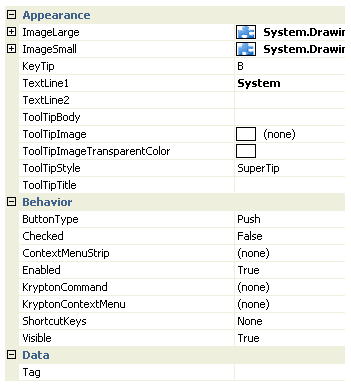 Appearance
ImageLarge System.Drawin
ImageSmall System.Drawin
KeyTip B
TextLine1 System
TextLine2
ToolTipBody
ToolTipImage (none)
ToolTipImageTransparentColor
ToolTipStyle SuperTip
ToolTipTitle
Behavior
ButtonType Push
Checked False
ContextMenuStrip (none)
Enabled True
KryptonCommand (none)
KryptonContextMenu (none)
ShortcutKeys None
Visible True
Data
Tag